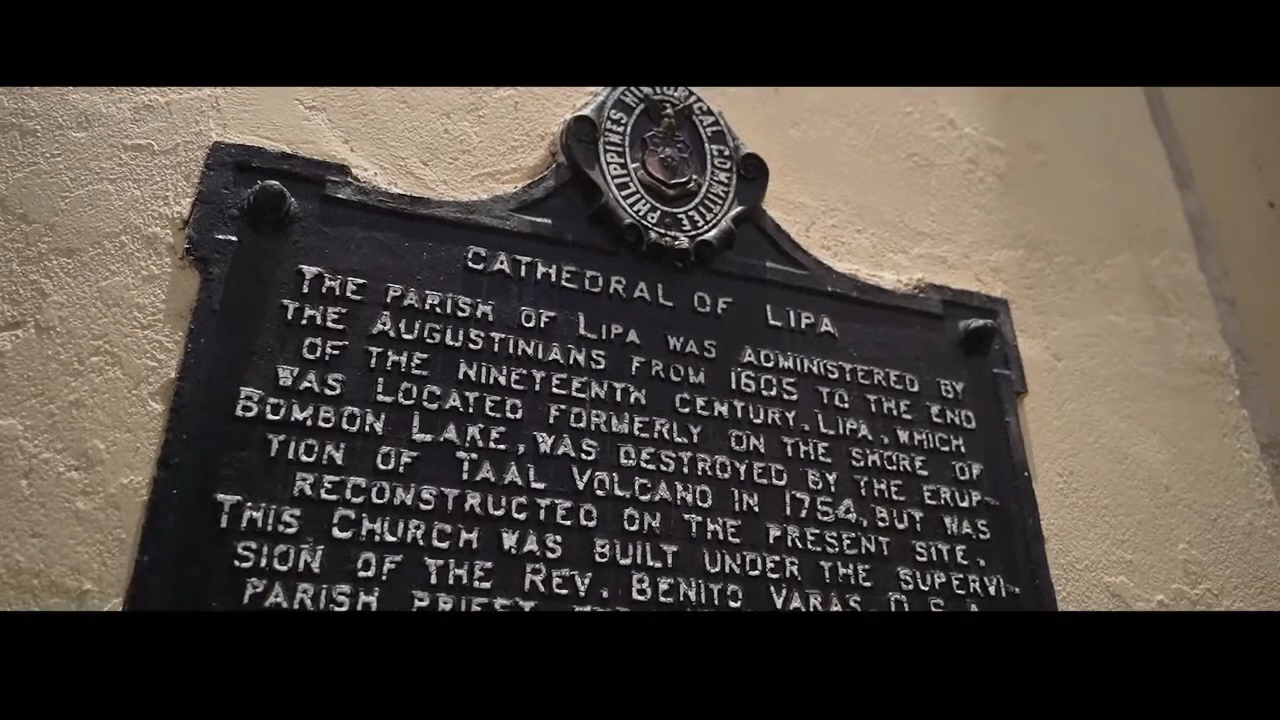 PHILIPPINES HISTORICAL COMMITTEE
CATHEDRAL OF LIPA
THE PARISH OF LIPA WAS ADMINISTERED BY
THE AUGUSTINIANS FROM 1605 TO THE END
OF THE NINETEENTH CENTURY. LIPA, WHICH
WAS LOCATED FORMERLY ON THE SHORE OF
BOMBON LAKE, WAS DESTROYED BY THE ERUP-
TION OF TAAL VOLCANO IN 1754, BUT WAS
RECONSTRUCTED ON THE PRESENT SITE.
THIS CHURCH WAS BUILT UNDER THE SUPERVI-
SION OF THE REV. BENITO VARAS, O.S.A.
PARISH PRIEST